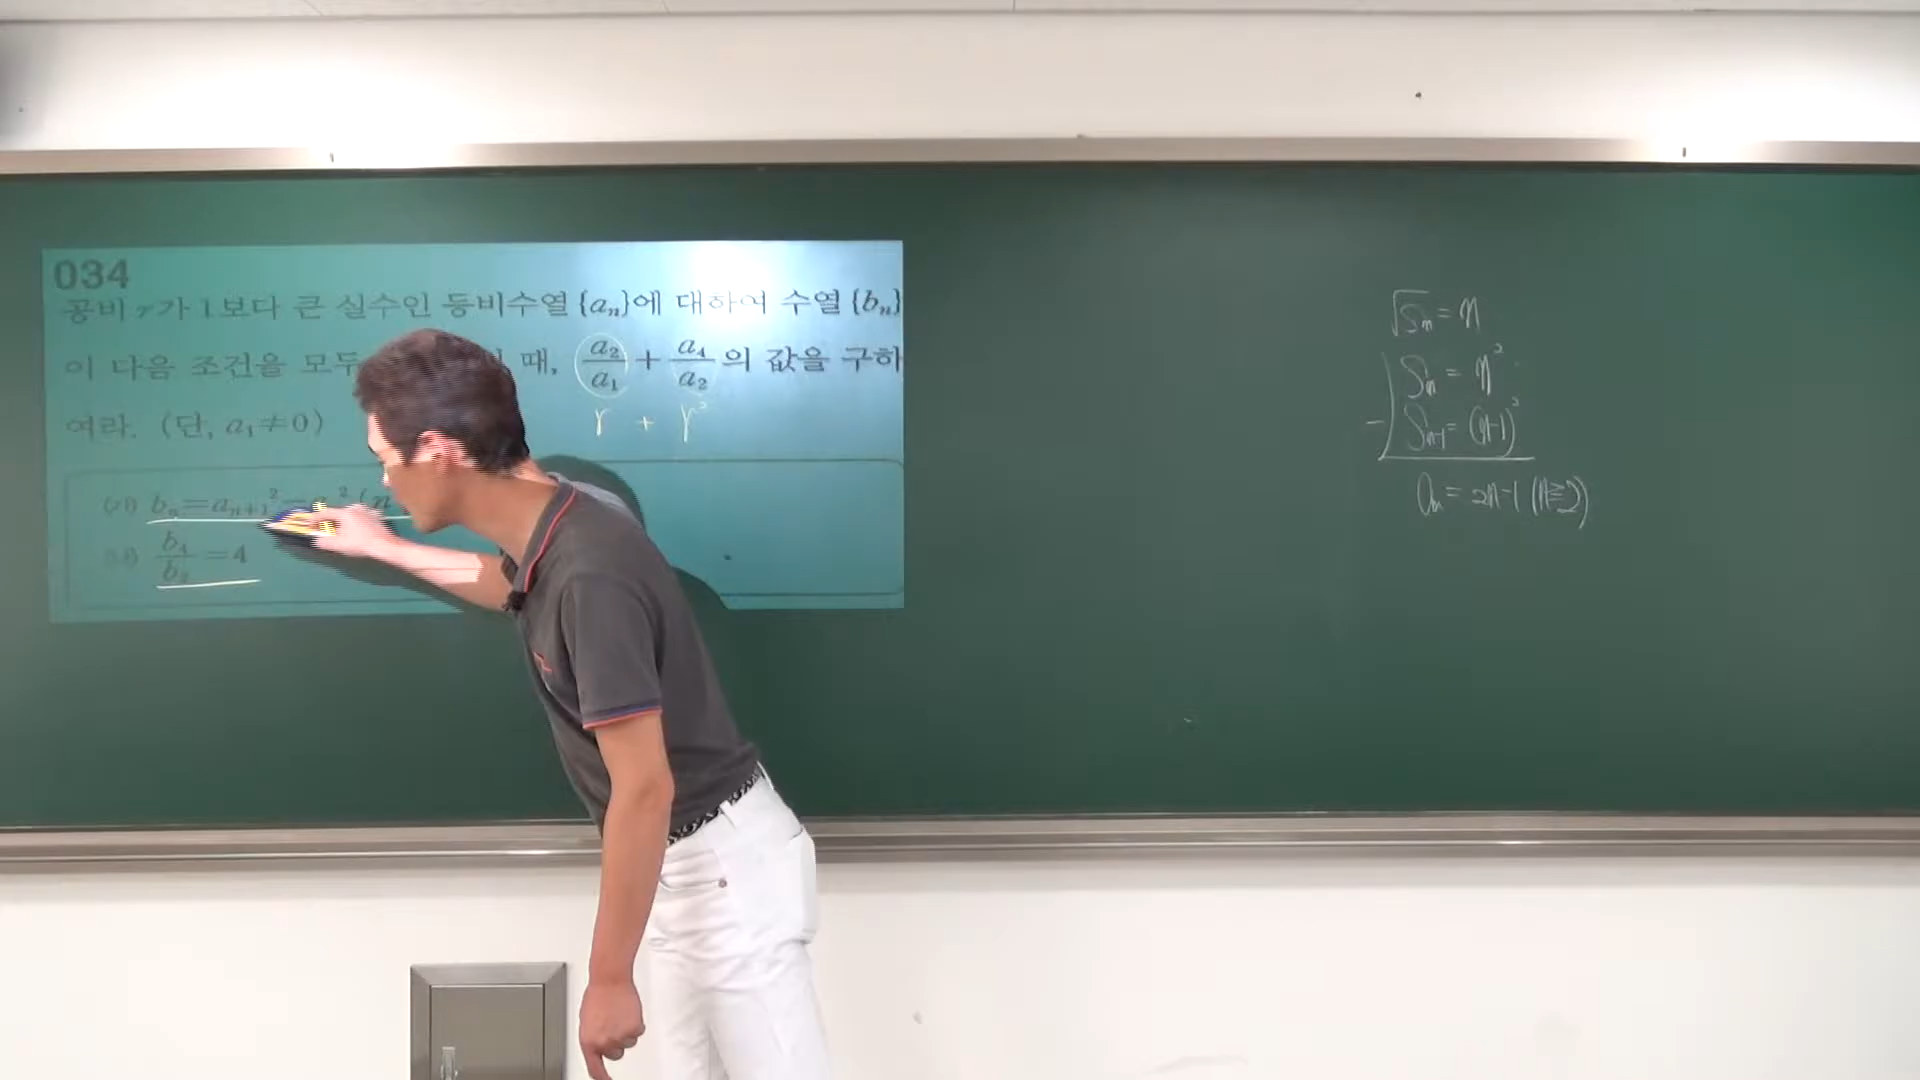 034
공비 r가 1보다 큰 실수인 등비수열 {aₙ}에 대하여 수열 {bₙ}
이 다음 조건을 모두 때, a₂/a₁ + a₄/a₂ 의 값을 구하
여라. (단, a₁≠0)
r + r²
(가) bₙ=aₙ₊₁²-aₙ²(n
(나) b₄/b₃ =4
√Sₙ = n
Sₙ = n²
-) Sₙ₋₁ = (n-1)²
aₙ = 2n-1 (n≥2)